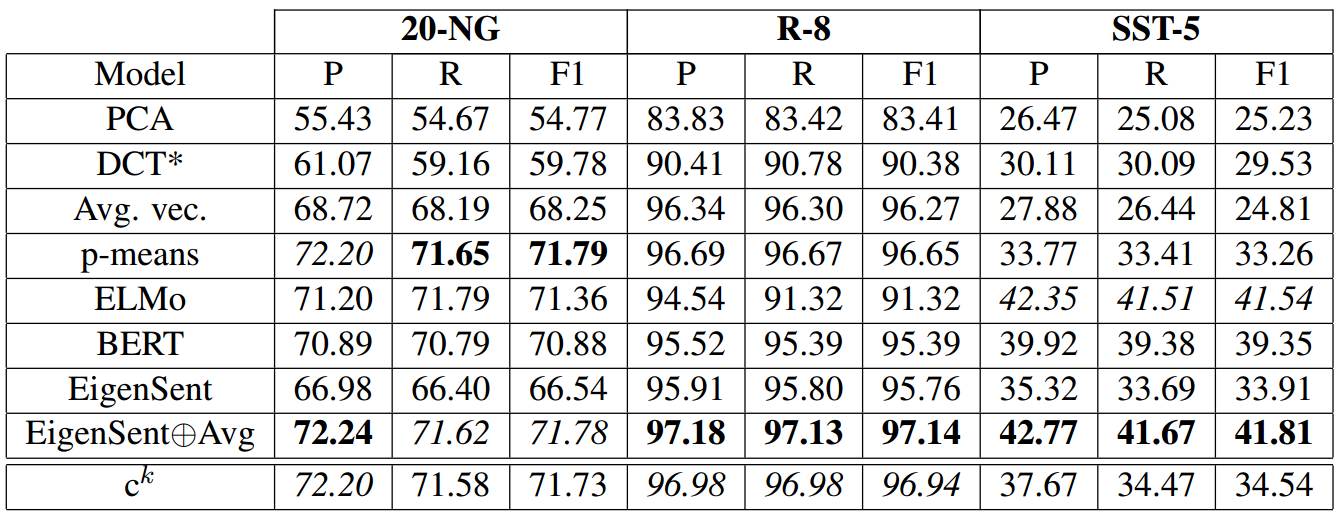 20-NG R-8 SST-5
Model P R F1 P R F1 P R F1
PCA 55.43 54.67 54.77 83.83 83.42 83.41 26.47 25.08 25.23
DCT* 61.07 59.16 59.78 90.41 90.78 90.38 30.11 30.09 29.53
Avg. vec. 68.72 68.19 68.25 96.34 96.30 96.27 27.88 26.44 24.81
p-means 72.20 71.65 71.79 96.69 96.67 96.65 33.77 33.41 33.26
ELMo 71.20 71.79 71.36 94.54 91.32 91.32 42.35 41.51 41.54
BERT 70.89 70.79 70.88 95.52 95.39 95.39 39.92 39.38 39.35
EigenSent 66.98 66.40 66.54 95.91 95.80 95.76 35.32 33.69 33.91
EigenSent⊕Avg 72.24 71.62 71.78 97.18 97.13 97.14 42.77 41.67 41.81
cᵏ 72.20 71.58 71.73 96.98 96.98 96.94 37.67 34.47 34.54